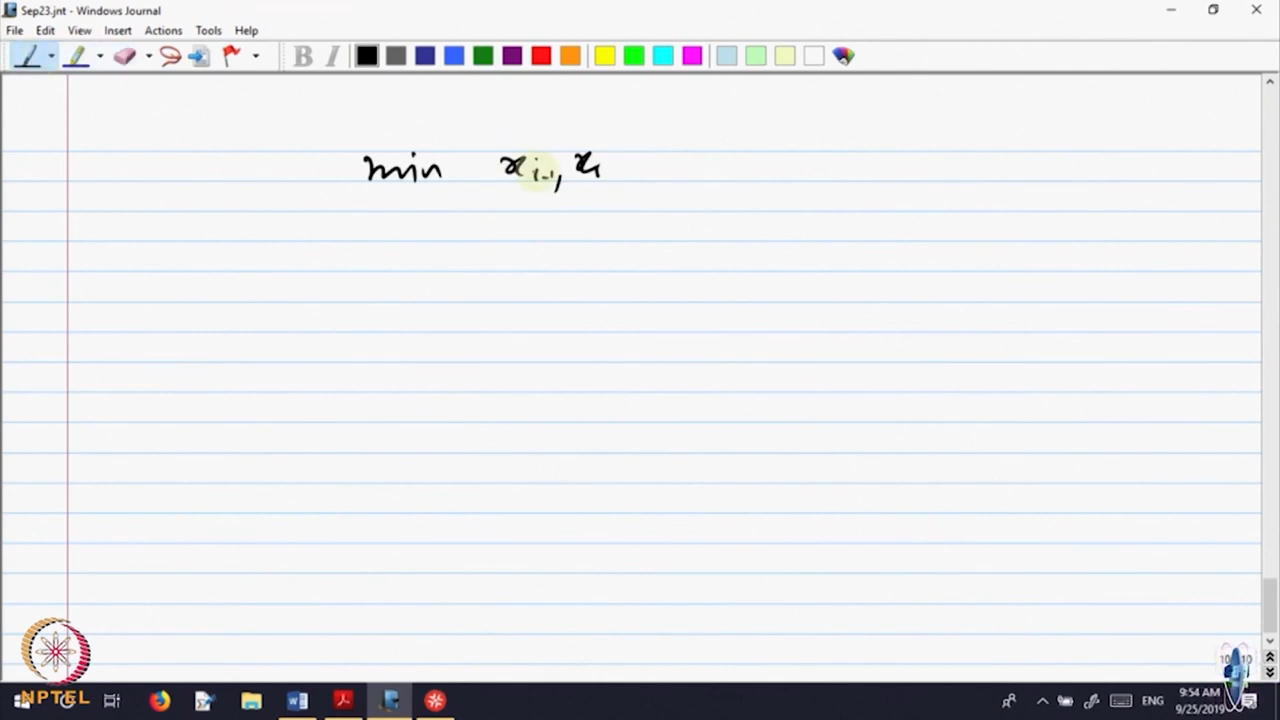 Sep23.jnt - Windows Journal
File Edit View Insert Actions Tools Help
B I
min x_{i-1}, x_i
NPTEL
ENG
9:54 AM
9/25/2019